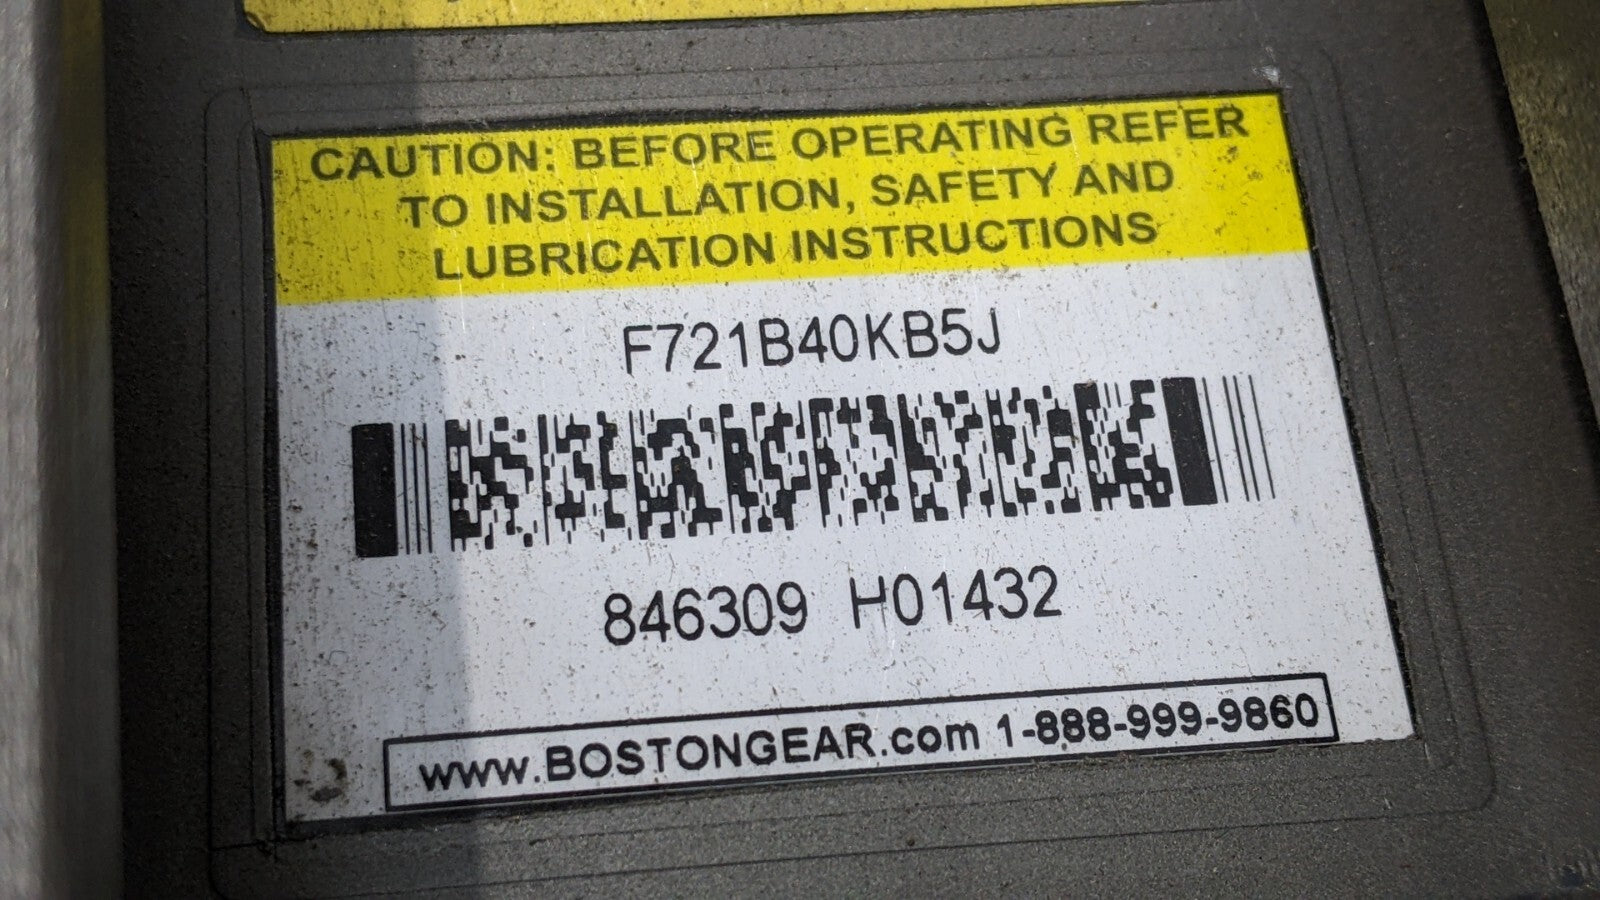 CAUTION: BEFORE OPERATING REFER
TO INSTALLATION, SAFETY AND
LUBRICATION INSTRUCTIONS
F721B40KB5J
846309 H01432
www.BOSTONGEAR.com 1-888-999-9860